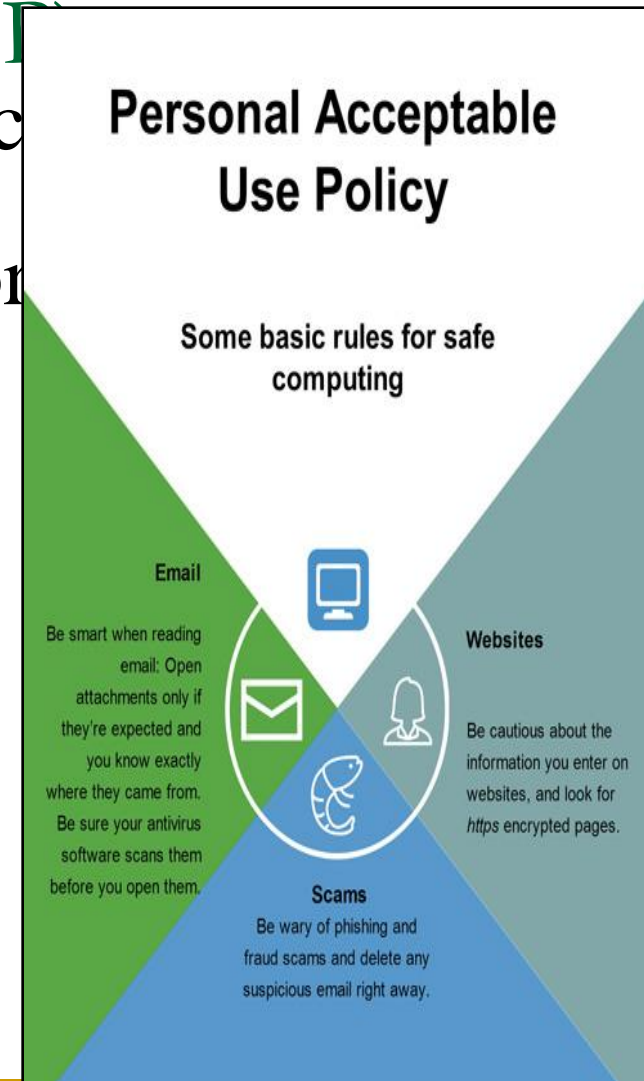 Personal Acceptable
Use Policy
Some basic rules for safe
computing
Email
Be smart when reading
email: Open
attachments only if
they're expected and
you know exactly
where they came from.
Be sure your antivirus
software scans them
before you open them.
Websites
Be cautious about the
information you enter on
websites, and look for
https encrypted pages.
Scams
Be wary of phishing and
fraud scams and delete any
suspicious email right away.